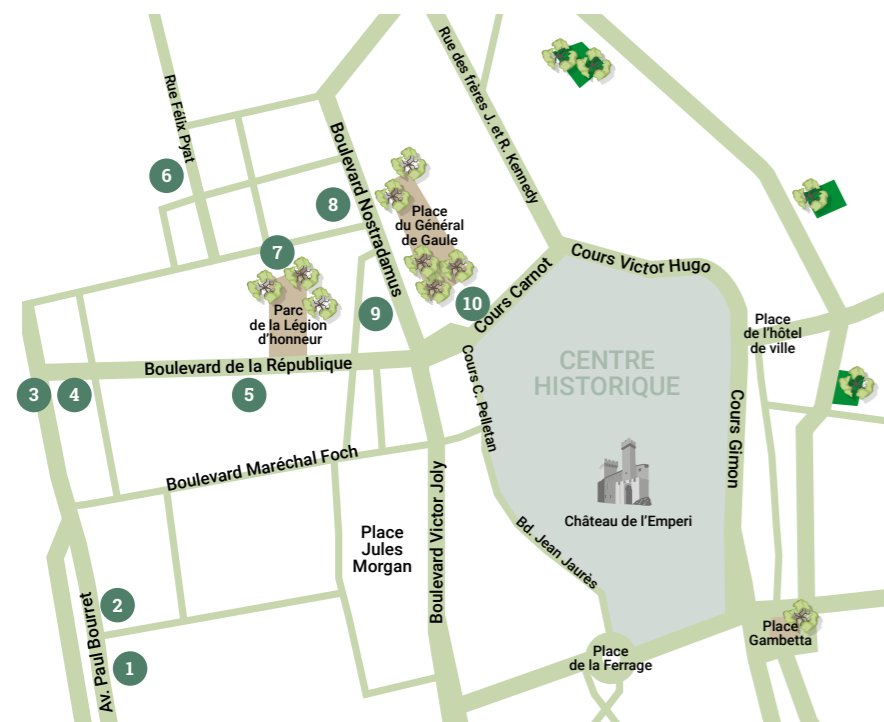 Rue Félix Pyat
Rue des frères J. et R. Kennedy
Boulevard Nostradamus
6
8
Place
du Général
de Gaule
7
Cours Victor Hugo
Parc
de la Légion
d'honneur
9
10
Cours Carnot
Place
de l'hôtel
de ville
Boulevard de la République
3
4
5
Cours C. Pelletan
CENTRE
HISTORIQUE
Cours Gimon
Boulevard Maréchal Foch
Boulevard Victor Joly
Château de l'Emperi
Place
Jules
Morgan
Bd. Jean Jaurès
2
Av. Paul Bourret
1
Place
de la Ferrage
Place
Gambetta